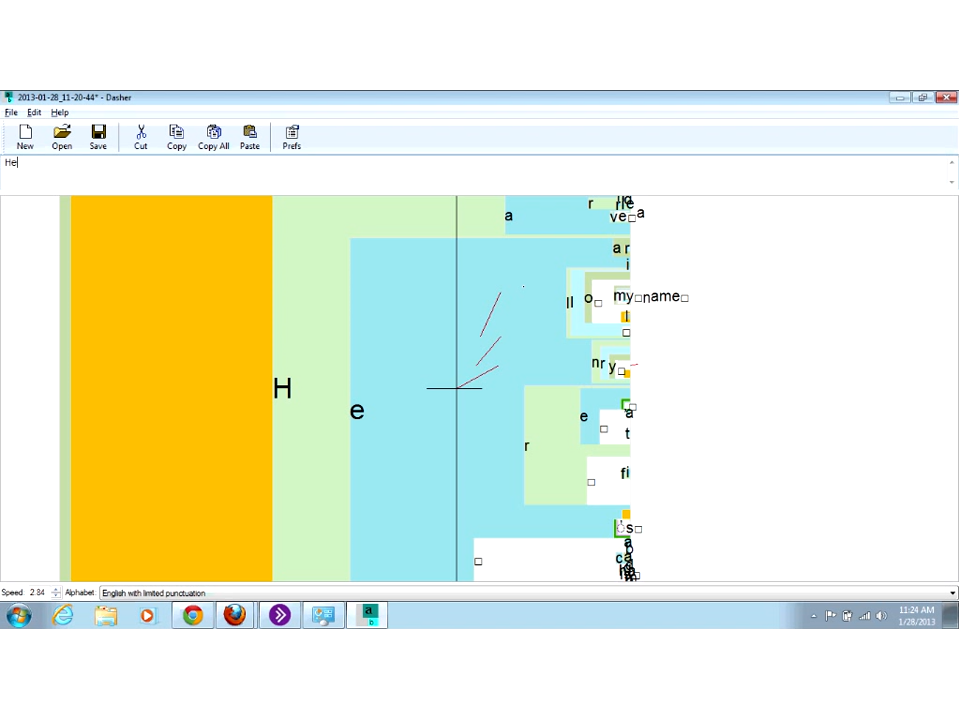 2013-01-28_11-20-44* - Dasher
File Edit Help
New Open Save Cut Copy Copy All Paste Prefs
He
a r
ve□a
a r
i
ll o□ my□name□
l
□
H
nr y□
e
e □
a
□ t
r
□ fi
s□
□
a
Speed: 2.84 Alphabet: English with limited punctuation
a
b
11:24 AM
1/28/2013